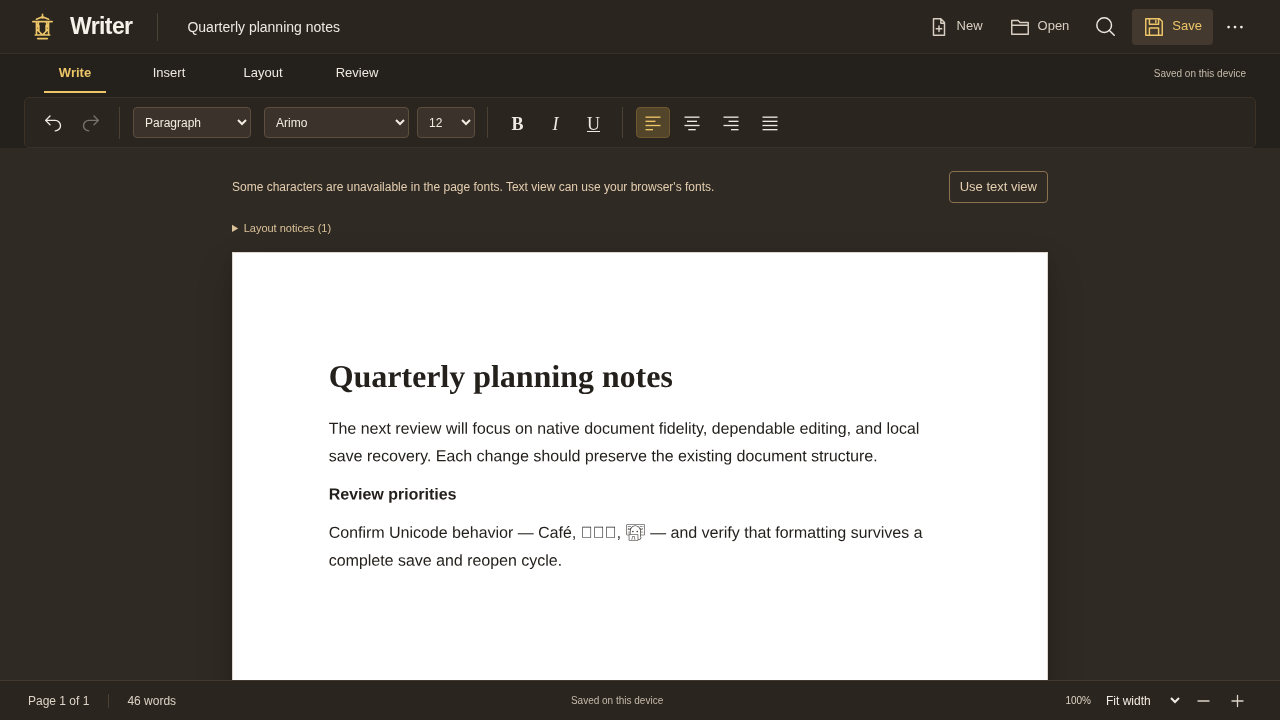 Writer
Quarterly planning notes
New
Open
Save
Write
Insert
Layout
Review
Saved on this device
Paragraph
Arimo
12
B
I
U
Some characters are unavailable in the page fonts. Text view can use your browser's fonts.
Use text view
Layout notices (1)
Quarterly planning notes
The next review will focus on native document fidelity, dependable editing, and local
save recovery. Each change should preserve the existing document structure.
Review priorities
Confirm Unicode behavior — Café, □□□, — and verify that formatting survives a
complete save and reopen cycle.
Page 1 of 1
46 words
Saved on this device
100%
Fit width